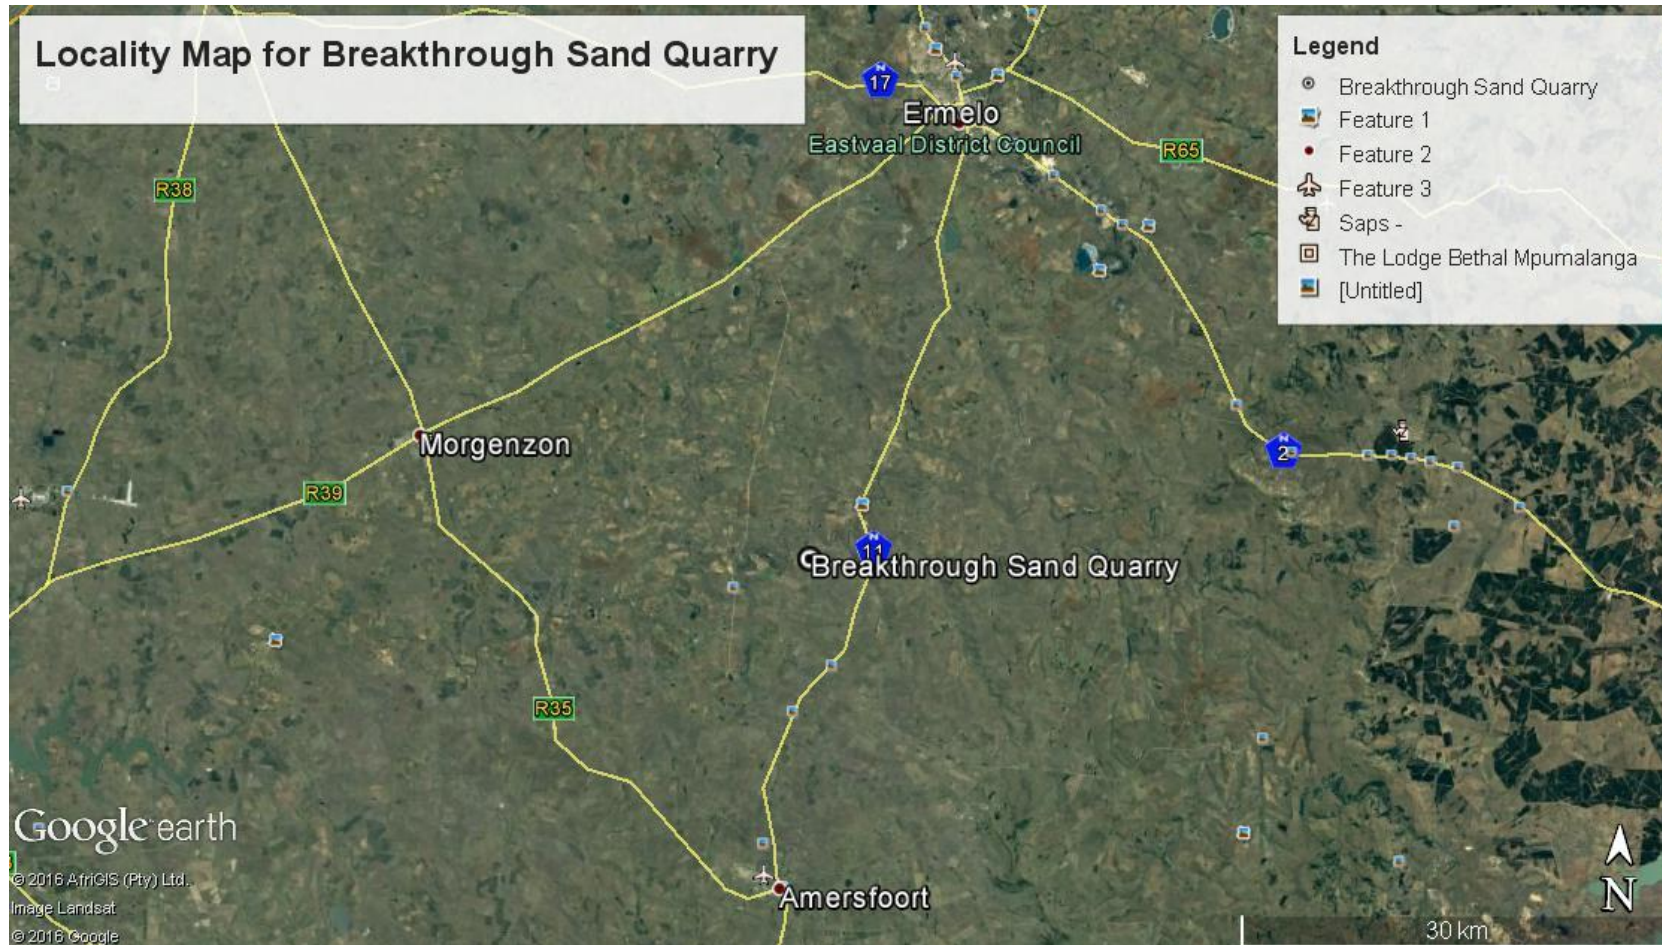 Locality Map for Breakthrough Sand Quarry
Legend
Breakthrough Sand Quarry
Feature 1
Feature 2
Feature 3
Saps -
The Lodge Bethal Mpumalanga
[Untitled]
N
17
Ermelo
Eastvaal District Council
R65
R38
Morgenzon
R39
N
2
N
11
Breakthrough Sand Quarry
R35
Amersfoort
Google earth
© 2016 AfriGIS (Pty) Ltd.
Image Landsat
© 2016 Google
N
30 km